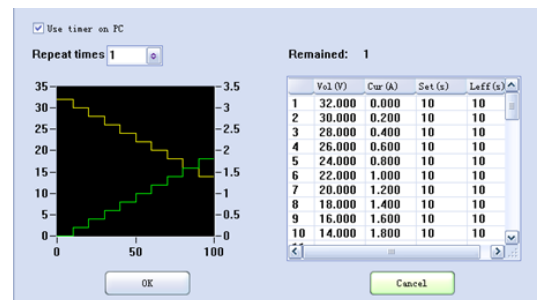 Use timer on PC
Repeat times 1
Remained: 1
35 3.5
30 3
25 2.5
20 2
15 1.5
10 1
5 0.5
0 0
0 50 100
Vol(V) Cur(A) Set(s) Leff(s)
1 32.000 0.000 10 10
2 30.000 0.200 10 10
3 28.000 0.400 10 10
4 26.000 0.600 10 10
5 24.000 0.800 10 10
6 22.000 1.000 10 10
7 20.000 1.200 10 10
8 18.000 1.400 10 10
9 16.000 1.600 10 10
10 14.000 1.800 10 10
OK
Cancel